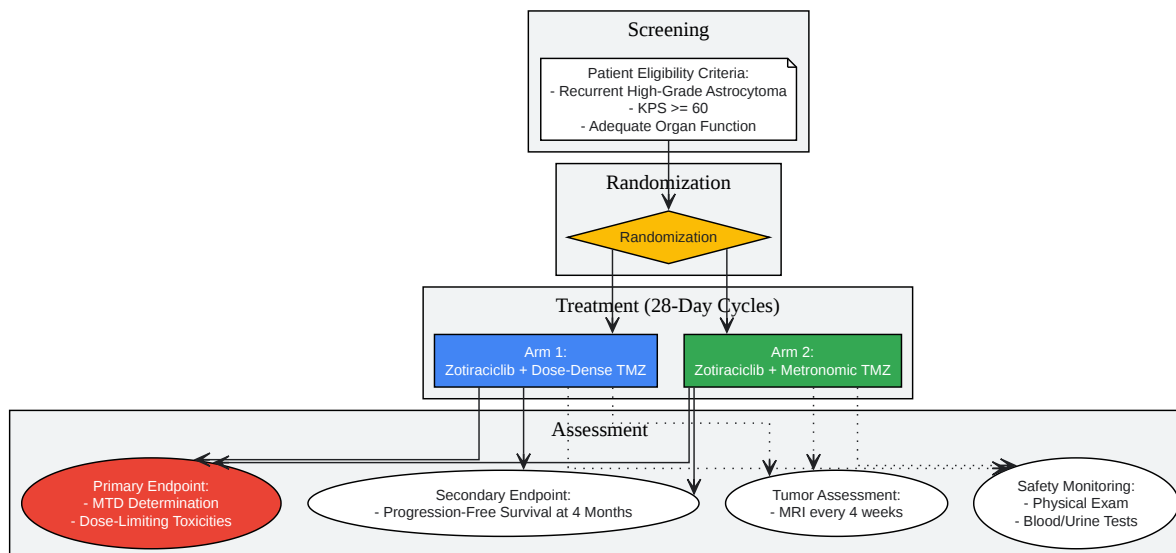 Screening
Patient Eligibility Criteria:
- Recurrent High-Grade Astrocytoma
- KPS >= 60
- Adequate Organ Function
Randomization
Randomization
Treatment (28-Day Cycles)
Arm 1:
Zotiraciclib + Dose-Dense TMZ
Arm 2:
Zotiraciclib + Metronomic TMZ
Assessment
Primary Endpoint:
- MTD Determination
- Dose-Limiting Toxicities
Secondary Endpoint:
- Progression-Free Survival at 4 Months
Tumor Assessment:
- MRI every 4 weeks
Safety Monitoring:
- Physical Exam
- Blood/Urine Tests